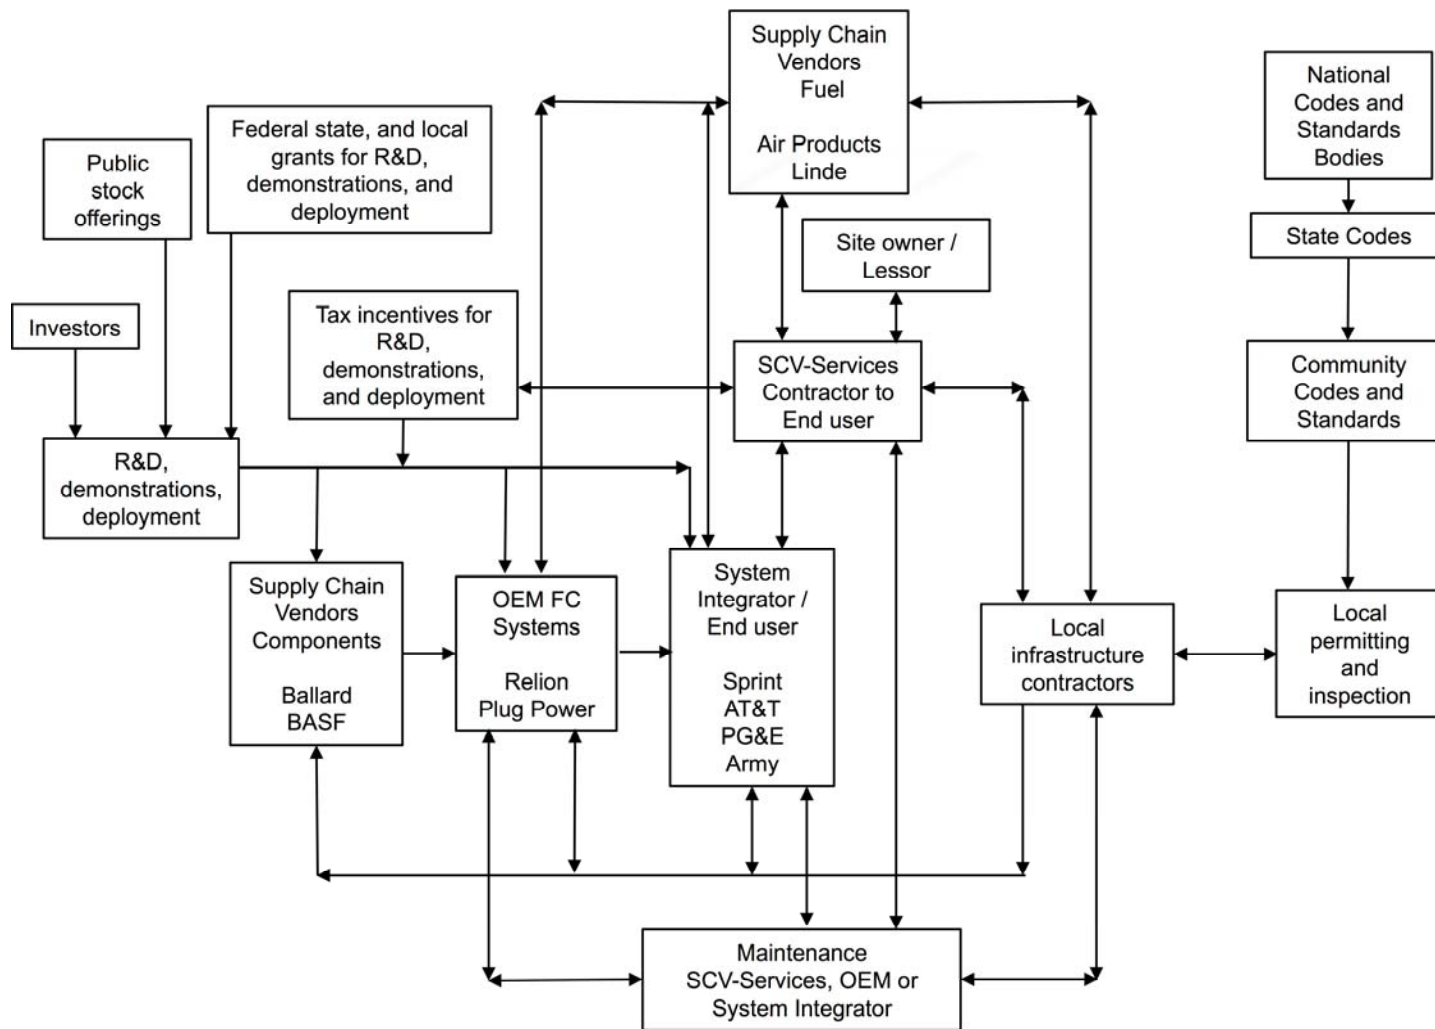 Supply Chain
Vendors
Fuel
Air Products
Linde
National
Codes and
Standards
Bodies
Federal state, and local
grants for R&D,
demonstrations, and
deployment
Public
stock
offerings
State Codes
Site owner /
Lessor
Investors
Tax incentives for
R&D,
demonstrations,
and deployment
SCV-Services
Contractor to
End user
Community
Codes and
Standards
R&D,
demonstrations,
deployment
Supply Chain
Vendors
Components
Ballard
BASF
OEM FC
Systems
Relion
Plug Power
System
Integrator /
End user
Sprint
AT&T
PG&E
Army
Local
infrastructure
contractors
Local
permitting
and
inspection
Maintenance
SCV-Services, OEM or
System Integrator